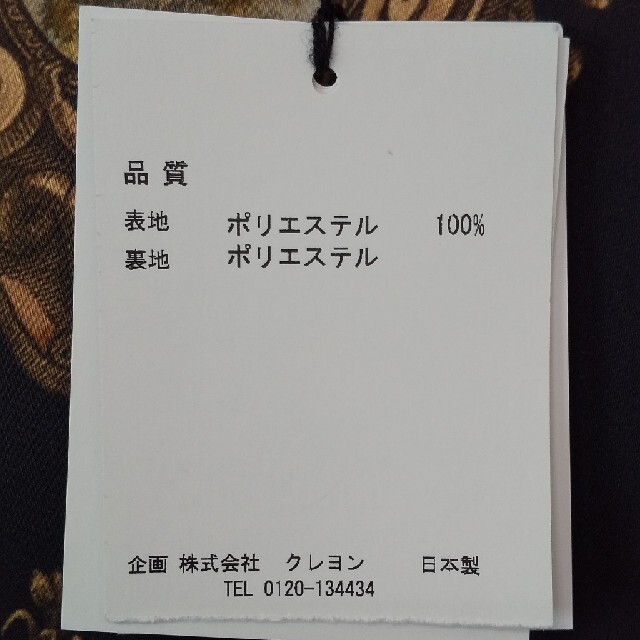 品 質
表地 ポリエステル 100%
裏地 ポリエステル
企画 株式会社 クレヨン 日本製
TEL 0120-134434